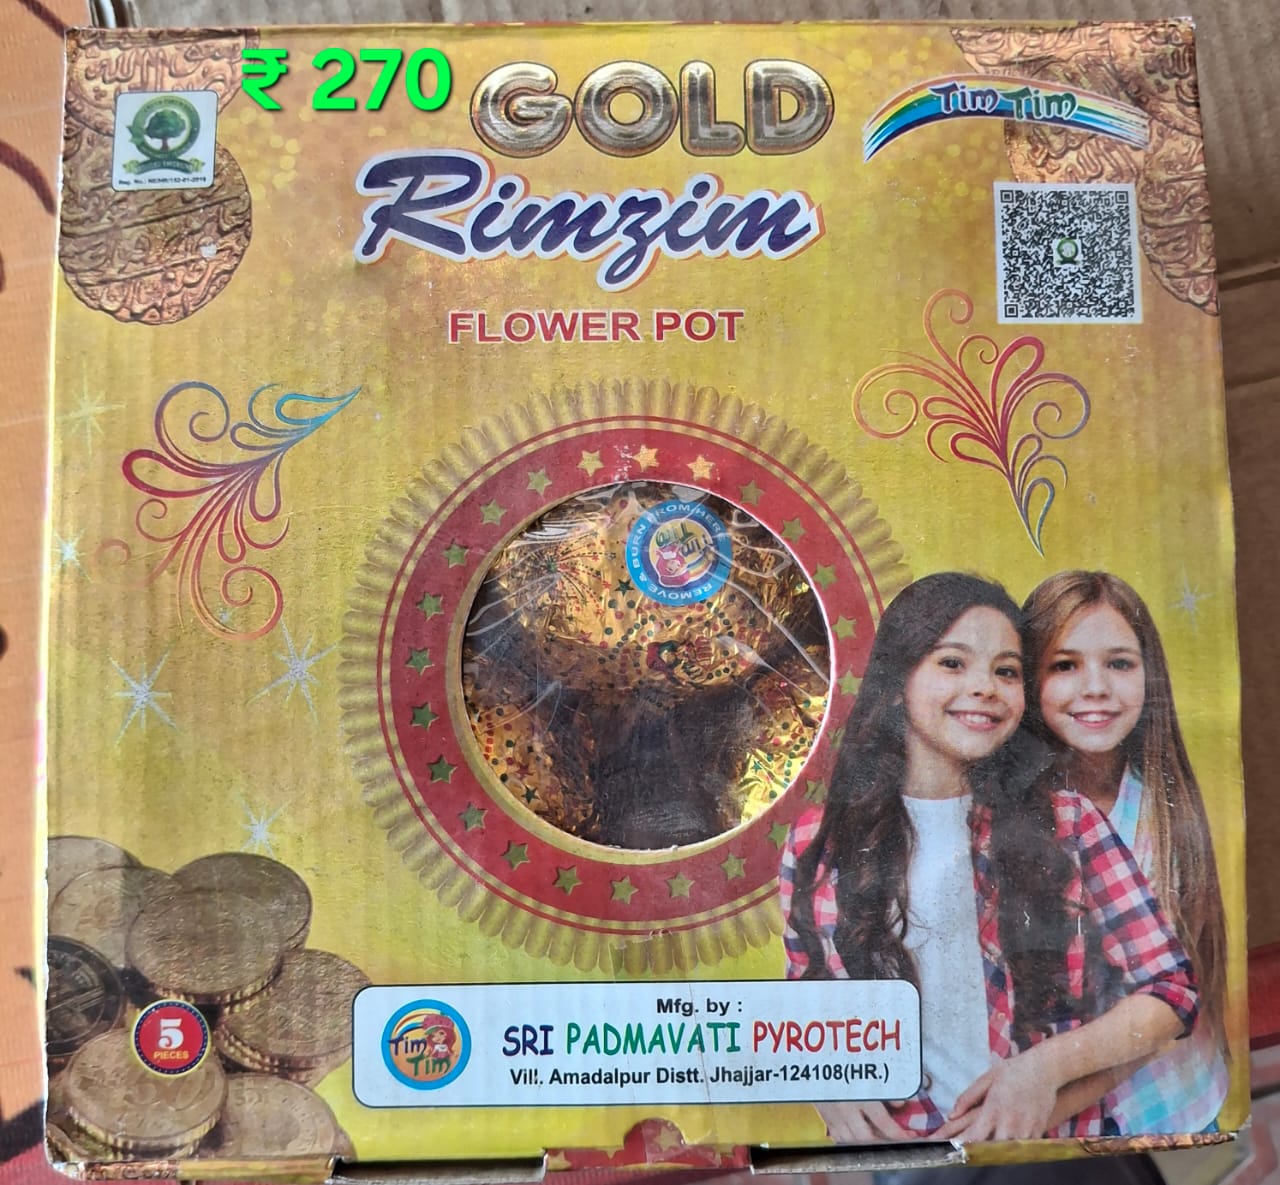 ₹ 270
GOLD
Tim Tim
Rimzim
FLOWER POT
REMOVE & BURN FROM HERE
5
PIECES
Tim
Tim
Mfg. by :
SRI PADMAVATI PYROTECH
Vill. Amadalpur Distt. Jhajjar-124108(HR.)